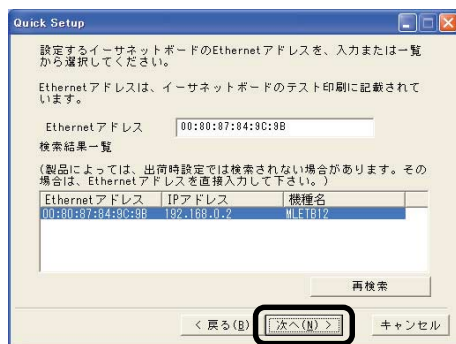 Quick Setup
設定するイーサネットボードのEthernetアドレスを、入力または一覧
から選択してください。
Ethernetアドレスは、イーサネットボードのテスト印刷に記載されて
います。
Ethernetアドレス 00:80:87:84:9C:9B
検索結果一覧
(製品によっては、出荷時設定では検索されない場合があります。その
場合は、Ethernetアドレスを直接入力して下さい。)
Ethernetアドレス IPアドレス 機種名
00:80:87:84:9C:9B 192.168.0.2 MLETB12
再検索
< 戻る(B) 次へ(N) > キャンセル